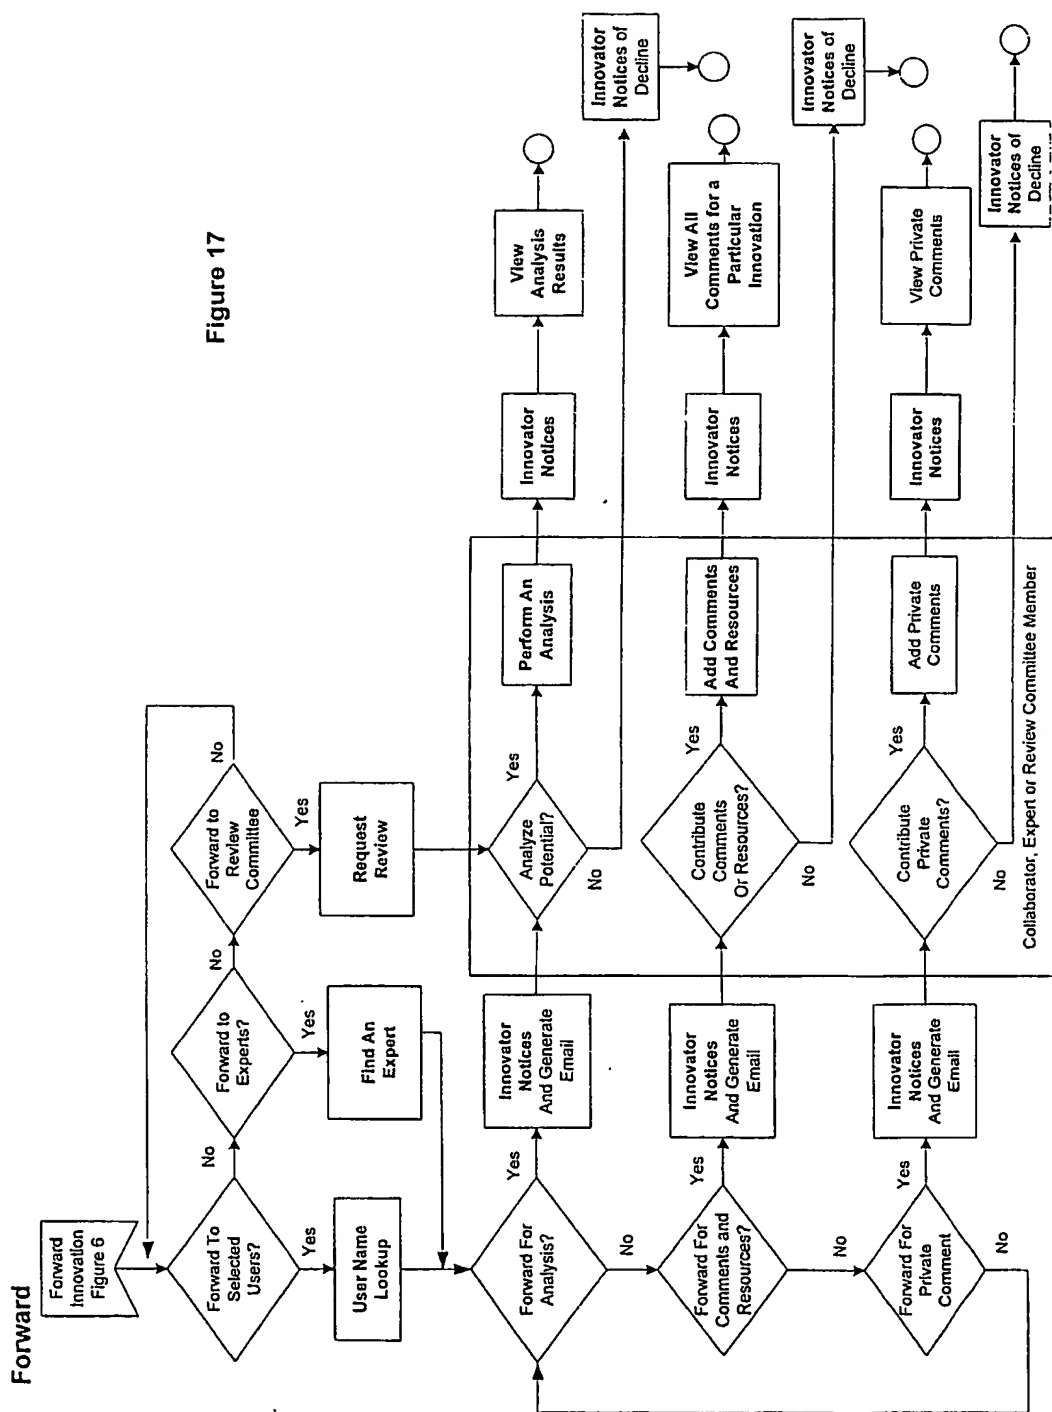 Forward
Figure 17
Forward
Innovation
Figure 6
Forward To
Selected
Users?
No
Yes
Forward to
Experts?
No
Yes
Forward to
Review
Committee
No
Yes
User Name
Lookup
Find An
Expert
Request
Review
Forward For
Analysis?
Yes
No
Innovator
Notices
And Generate
Email
Analyze
Potential?
Yes
No
Perform An
Analysis
Innovator
Notices
View
Analysis
Results
Innovator
Notices of
Decline
Forward For
Comments and
Resources?
Yes
No
Innovator
Notices
And Generate
Email
Contribute
Comments
Or Resources?
Yes
No
Add Comments
And Resources
Innovator
Notices
View All
Comments for a
Particular
Innovation
Innovator
Notices of
Decline
Forward For
Private
Comment
Yes
No
Innovator
Notices
And Generate
Email
Contribute
Private
Comments?
Yes
No
Add Private
Comments
Innovator
Notices
View Private
Comments
Innovator
Notices of
Decline
Collaborator, Expert or Review Committee Member